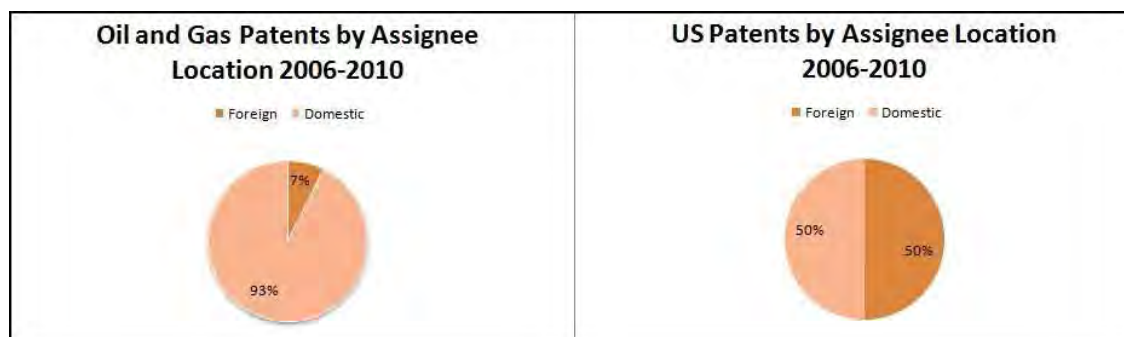 Oil and Gas Patents by Assignee
Location 2006-2010
Foreign Domestic
7%
93%
US Patents by Assignee Location
2006-2010
Foreign Domestic
50%
50%